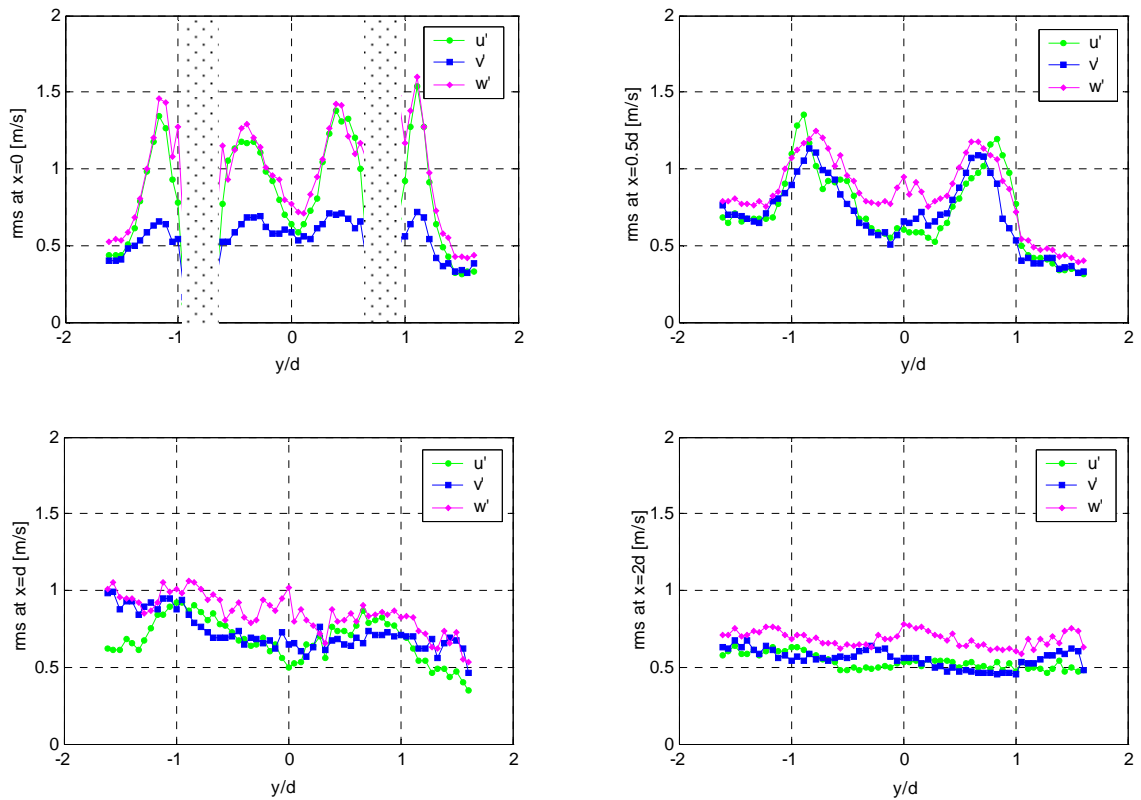 2
1.5
1
0.5
0
-2
-1
0
1
2
y/d
rms at x=0 [m/s]
u'
v'
w'
2
1.5
1
0.5
0
-2
-1
0
1
2
y/d
rms at x=0.5d [m/s]
u'
v'
w'
2
1.5
1
0.5
0
-2
-1
0
1
2
y/d
rms at x=d [m/s]
u'
v'
w'
2
1.5
1
0.5
0
-2
-1
0
1
2
y/d
rms at x=2d [m/s]
u'
v'
w'